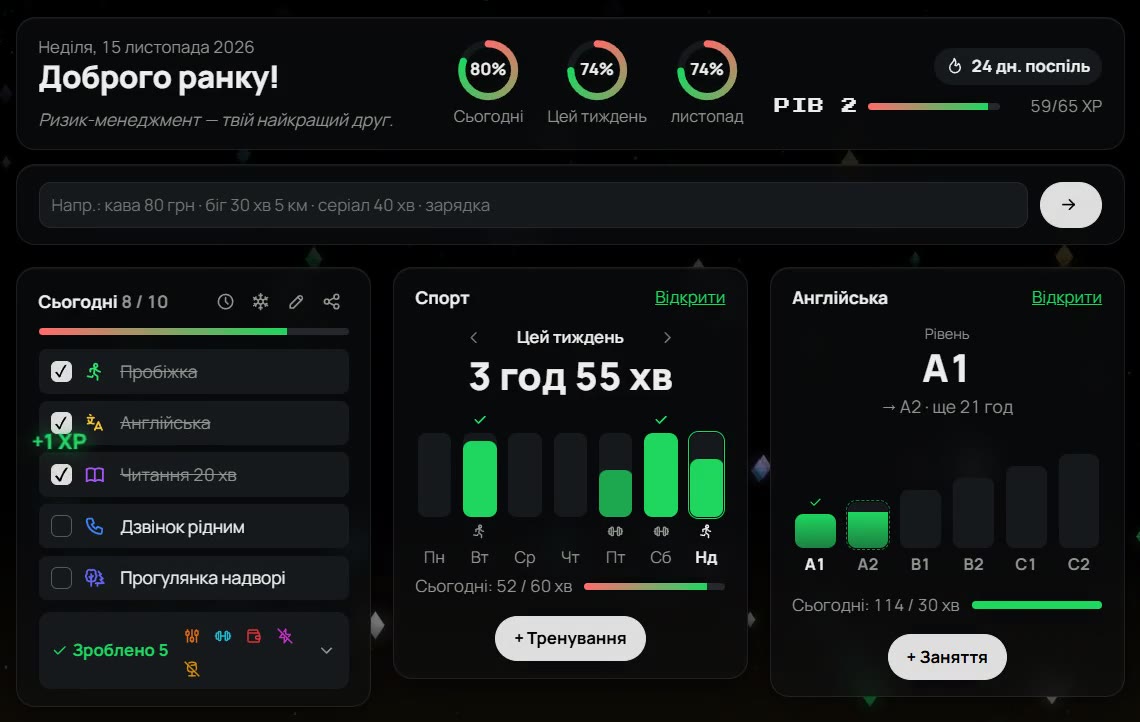 Неділя, 15 листопада 2026
Доброго ранку!
Ризик-менеджмент — твій найкращий друг.
80%
Сьогодні
74%
Цей тиждень
74%
листопад
24 дн. поспіль
РІВ 2
59/65 XP
Напр.: кава 80 грн · біг 30 хв 5 км · серіал 40 хв · зарядка
Сьогодні 8 / 10
Пробіжка
Англійська
+1 XP
Читання 20 хв
Дзвінок рідним
Прогулянка надворі
Зроблено 5
Спорт
Відкрити
Цей тиждень
3 год 55 хв
Пн Вт Ср Чт Пт Сб Нд
Сьогодні: 52 / 60 хв
+ Тренування
Англійська
Відкрити
Рівень
A1
→ A2 · ще 21 год
A1 A2 B1 B2 C1 C2
Сьогодні: 114 / 30 хв
+ Заняття